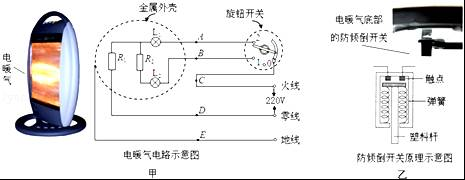 电暖气
金属外壳
旋钮开关
L₁
A
R₁
R₂
B
L₂
C
火线
220V
D
零线
E
地线
电暖气电路示意图
甲
电暖气底部
的防倾倒开关
触点
弹簧
塑料杆
防倾倒开关原理示意图
乙